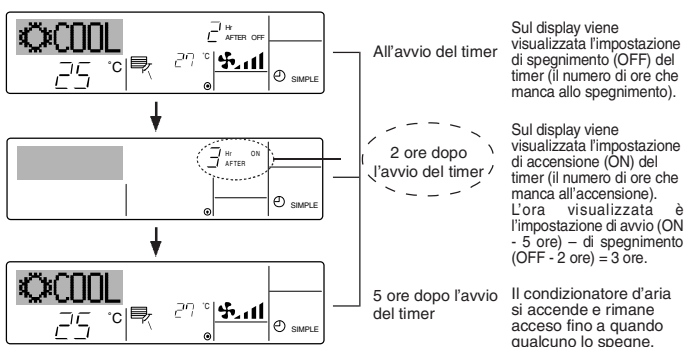 COOL
2 Hr
AFTER OFF
25 °C
27 °C
SIMPLE
All'avvio del timer
Sul display viene
visualizzata l'impostazione
di spegnimento (OFF) del
timer (il numero di ore che
manca allo spegnimento).
3 Hr ON
AFTER
SIMPLE
2 ore dopo
l'avvio del timer
Sul display viene
visualizzata l'impostazione
di accensione (ON) del
timer (il numero di ore che
manca all'accensione).
L'ora visualizzata è
l'impostazione di avvio (ON
- 5 ore) – di spegnimento
(OFF - 2 ore) = 3 ore.
COOL
25 °C
27 °C
SIMPLE
5 ore dopo l'avvio
del timer
Il condizionatore d'aria
si accende e rimane
acceso fino a quando
qualcuno lo spegne.